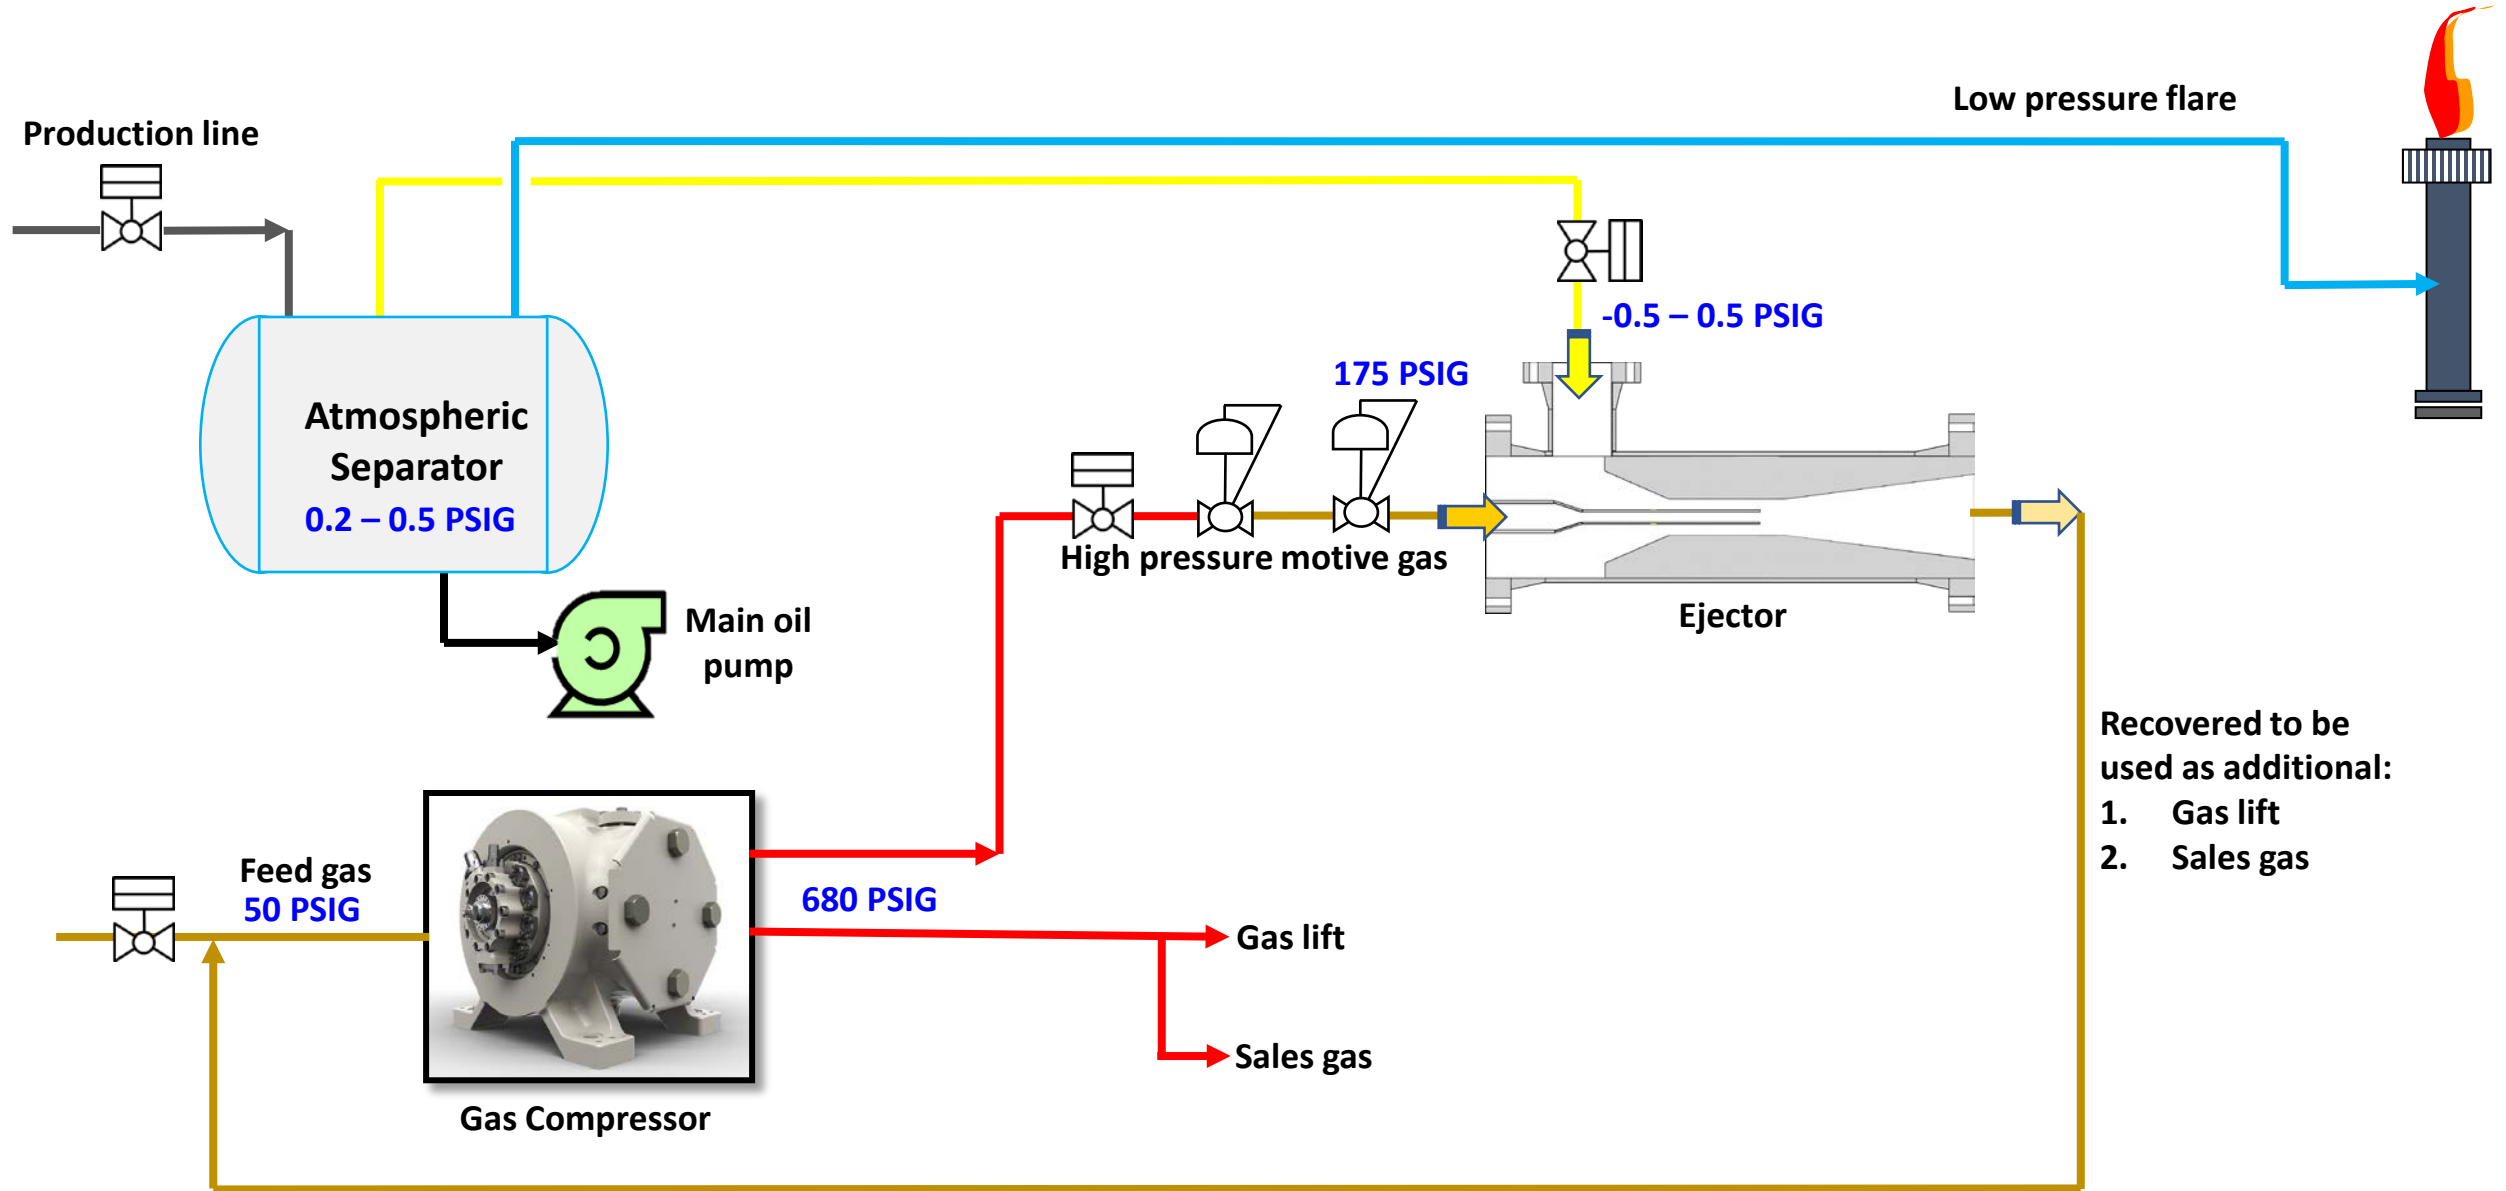 Low pressure flare
Production line
-0.5 – 0.5 PSIG
175 PSIG
Atmospheric
Separator
0.2 – 0.5 PSIG
High pressure motive gas
Ejector
Main oil
pump
Recovered to be
used as additional:
1. Gas lift
2. Sales gas
Feed gas
50 PSIG
680 PSIG
Gas lift
Sales gas
Gas Compressor